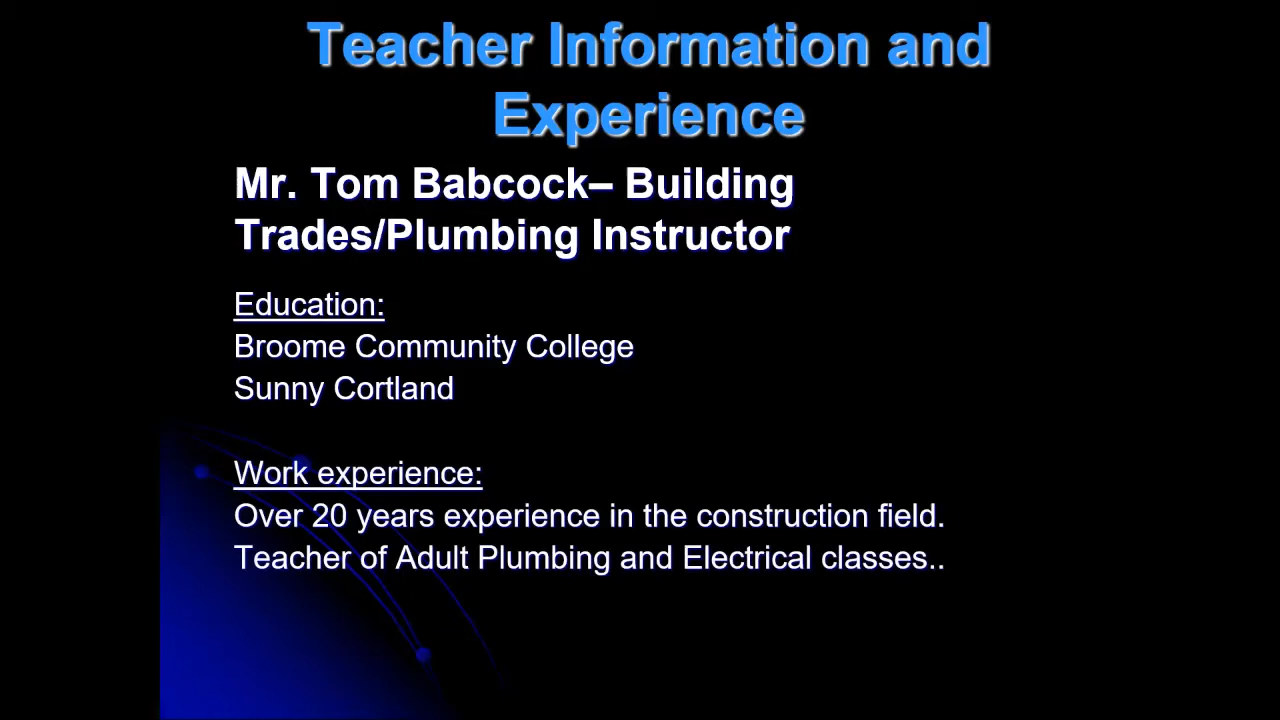 Teacher Information and
Experience
Mr. Tom Babcock– Building
Trades/Plumbing Instructor
Education:
Broome Community College
Sunny Cortland
Work experience:
Over 20 years experience in the construction field.
Teacher of Adult Plumbing and Electrical classes..